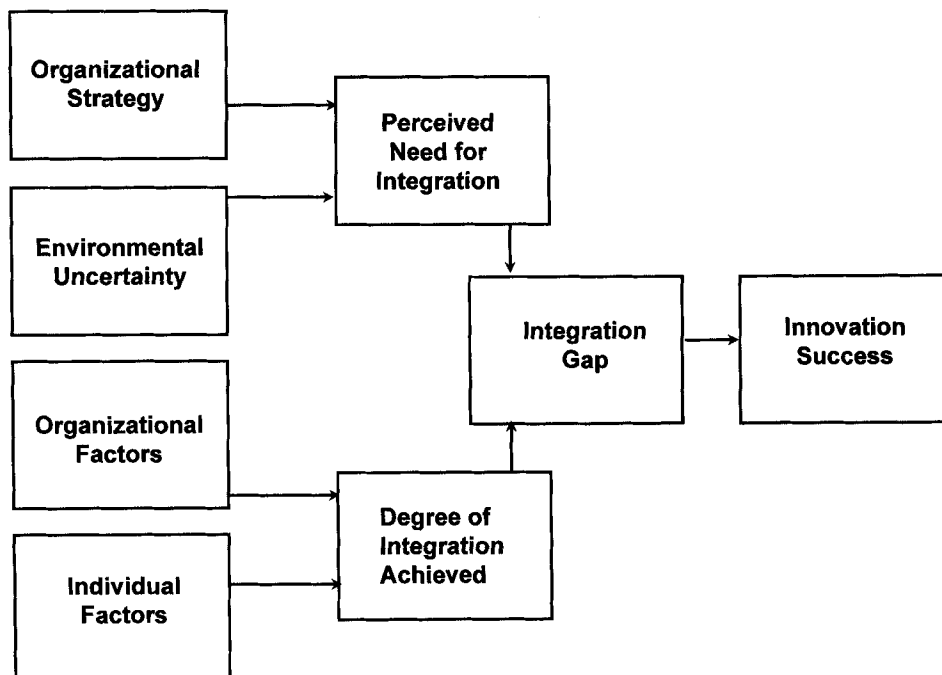 Organizational
Strategy
Perceived
Need for
Integration
Environmental
Uncertainty
Integration
Gap
Innovation
Success
Organizational
Factors
Degree of
Integration
Achieved
Individual
Factors